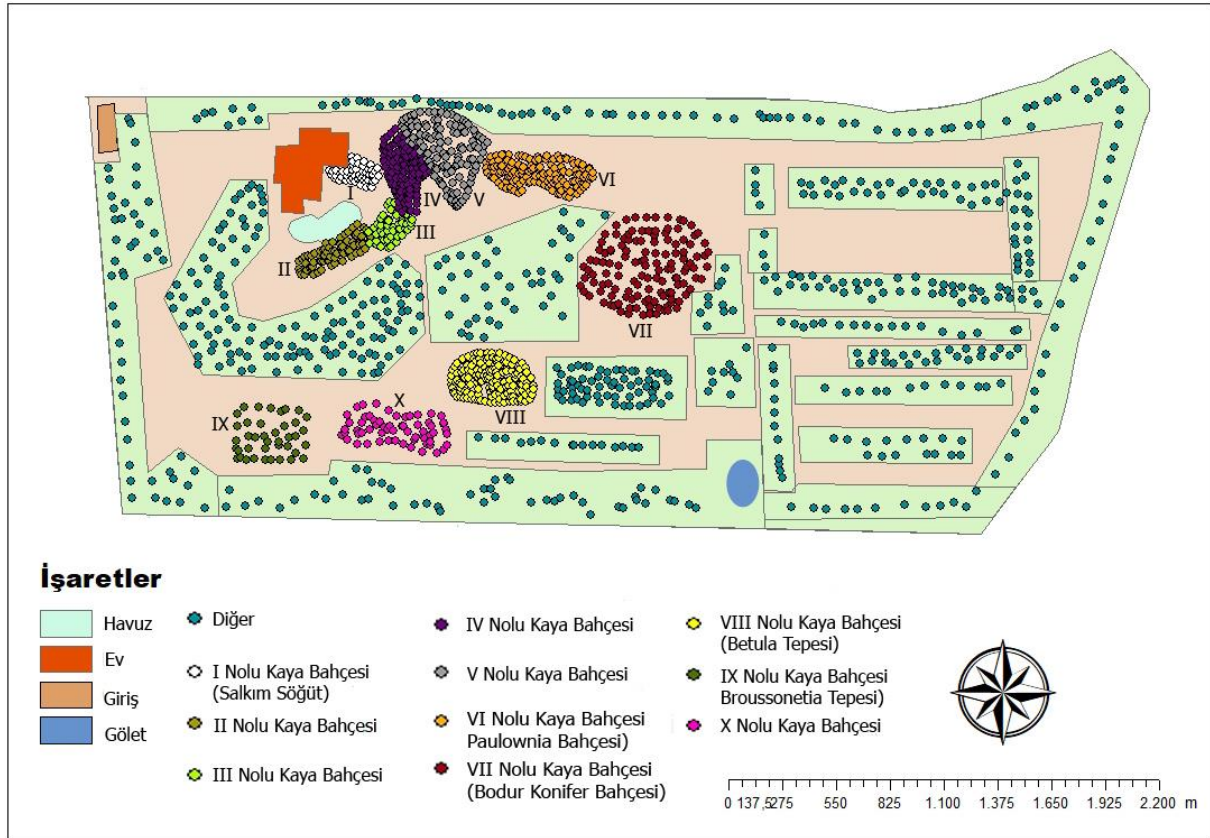 I
II
III
IV
V
VI
VII
VIII
IX
X
İşaretler
Havuz
Ev
Giriş
Gölet
Diğer
I Nolu Kaya Bahçesi
(Salkım Söğüt)
II Nolu Kaya Bahçesi
III Nolu Kaya Bahçesi
IV Nolu Kaya Bahçesi
V Nolu Kaya Bahçesi
VI Nolu Kaya Bahçesi
Paulownia Bahçesi)
VII Nolu Kaya Bahçesi
(Bodur Konifer Bahçesi)
VIII Nolu Kaya Bahçesi
(Betula Tepesi)
IX Nolu Kaya Bahçesi
Broussonetia Tepesi)
X Nolu Kaya Bahçesi
0 137,5275 550 825 1.100 1.375 1.650 1.925 2.200 m